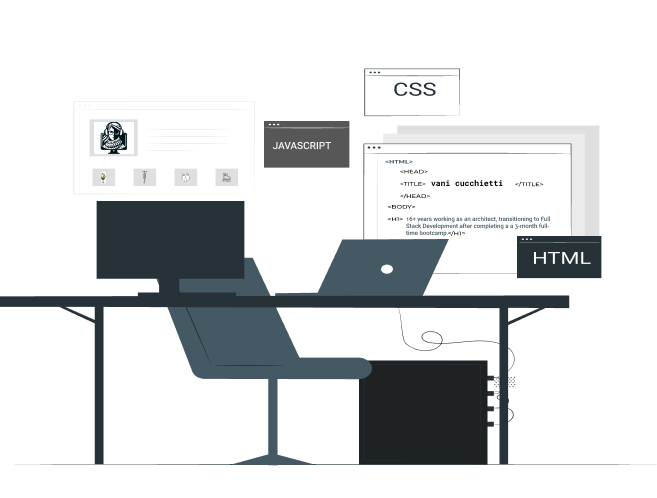 CSS
JAVASCRIPT
<HTML>
<HEAD>
<TITLE> vani cucchietti </TITLE>
</HEAD>
<BODY>
<H1> 16+ years working as an architect, transitioning to Full
Stack Development after completing a a 3-month full-
time bootcamp.</H1>
HTML